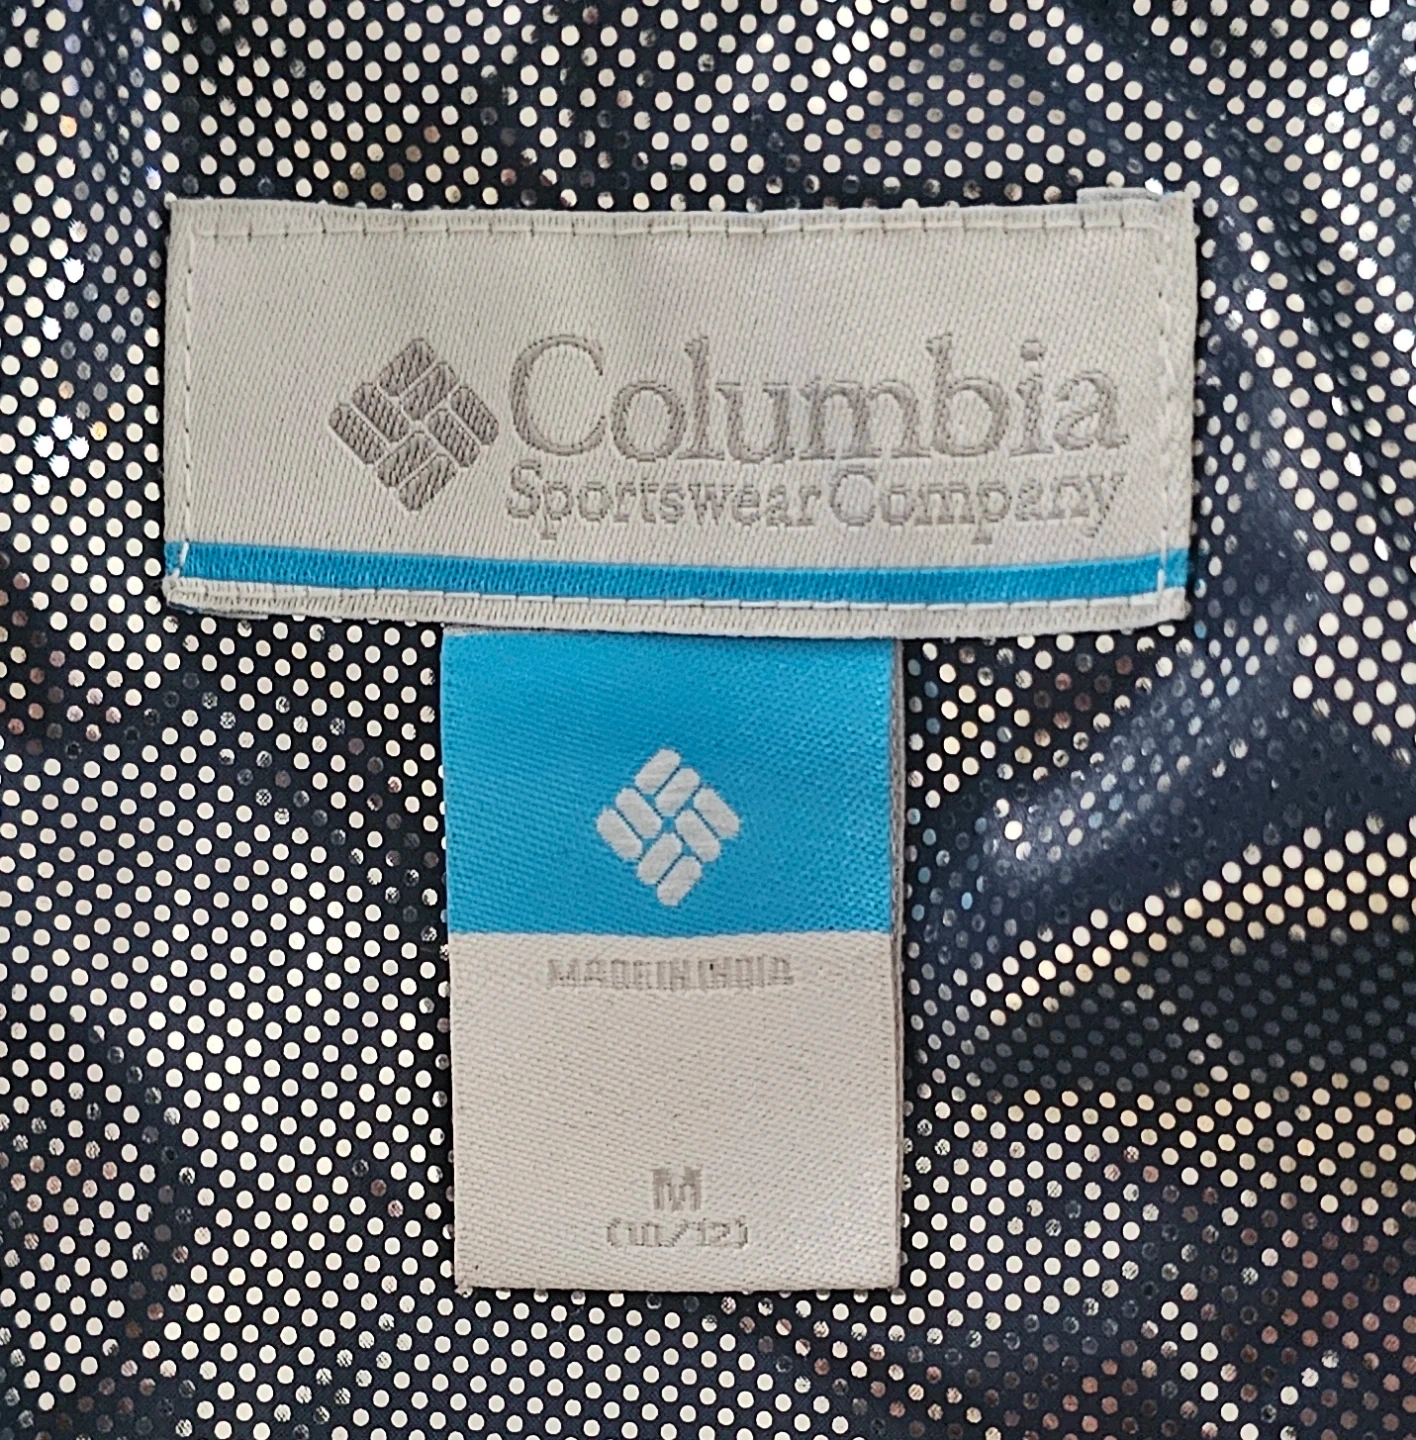 Columbia
Sportswear Company
MADE IN INDIA
M
(10/12)